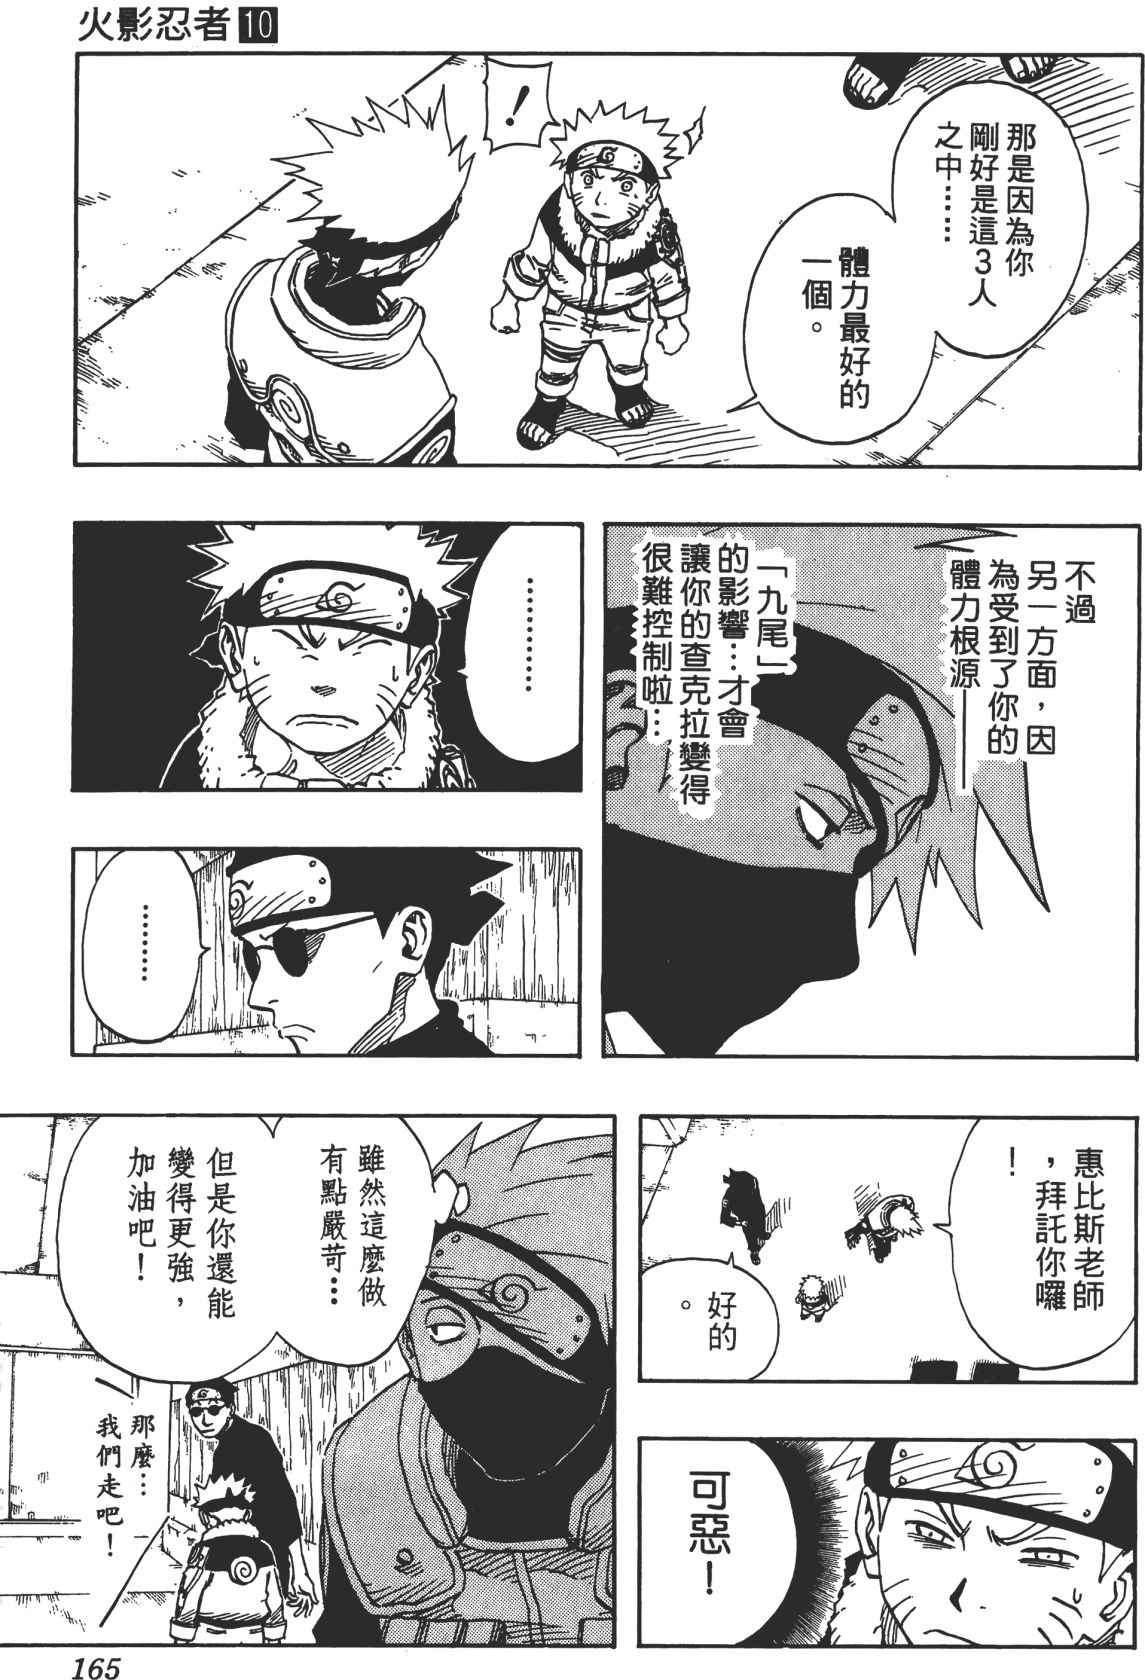 火影忍者10
那是因為你
剛好是這3人
之中……
體力最好的
一個。
!
不過
另一方面，因
為受到了你的
體力根源——
「九尾」
的影響…才會
讓你的查克拉變得
很難控制啦…
………
………
惠比斯老師
，拜託你囉
！
好的
。
可惡！
雖然這麼做
有點嚴苛…
但是你還能
變得更強，
加油吧！
那麼…
我們走吧！
165